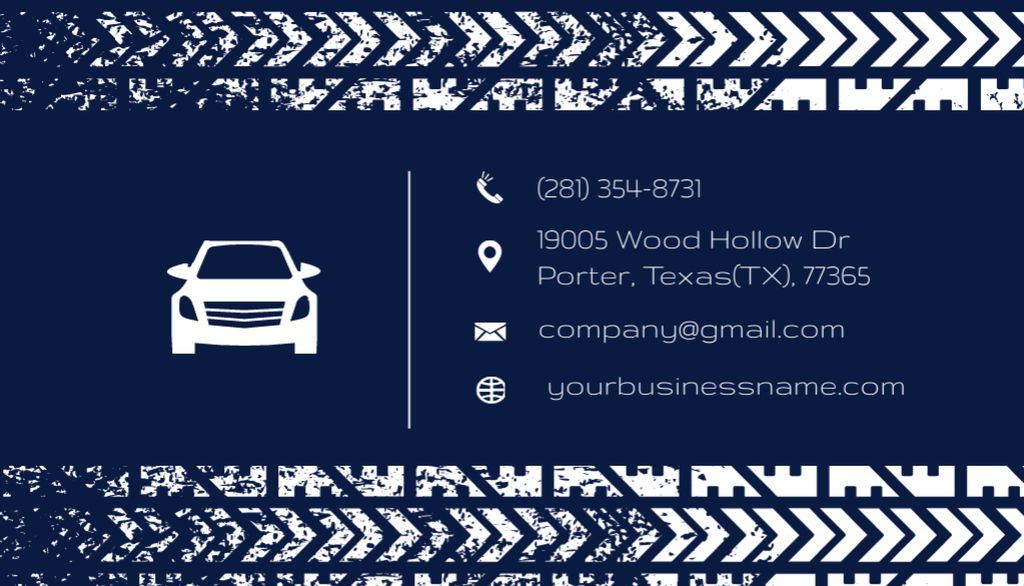 (281) 354-8731
19005 Wood Hollow Dr
Porter, Texas(TX), 77365
company@gmail.com
yourbusinessname.com